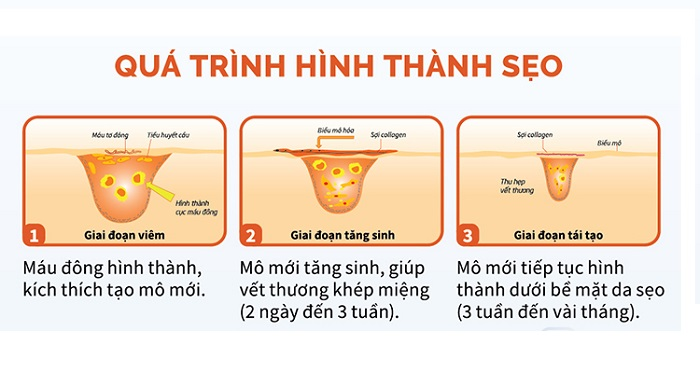 QUÁ TRÌNH HÌNH THÀNH SẸO
Máu tơ đông
Tiểu huyết cầu
Hình thành
cục máu đông
1
Giai đoạn viêm
Máu đông hình thành,
kích thích tạo mô mới.
Biểu mô hóa
Sợi collagen
2
Giai đoạn tăng sinh
Mô mới tăng sinh, giúp
vết thương khép miệng
(2 ngày đến 3 tuần).
Sợi collagen
Biểu mô
Thu hẹp
vết thương
3
Giai đoạn tái tạo
Mô mới tiếp tục hình
thành dưới bề mặt da sẹo
(3 tuần đến vài tháng).